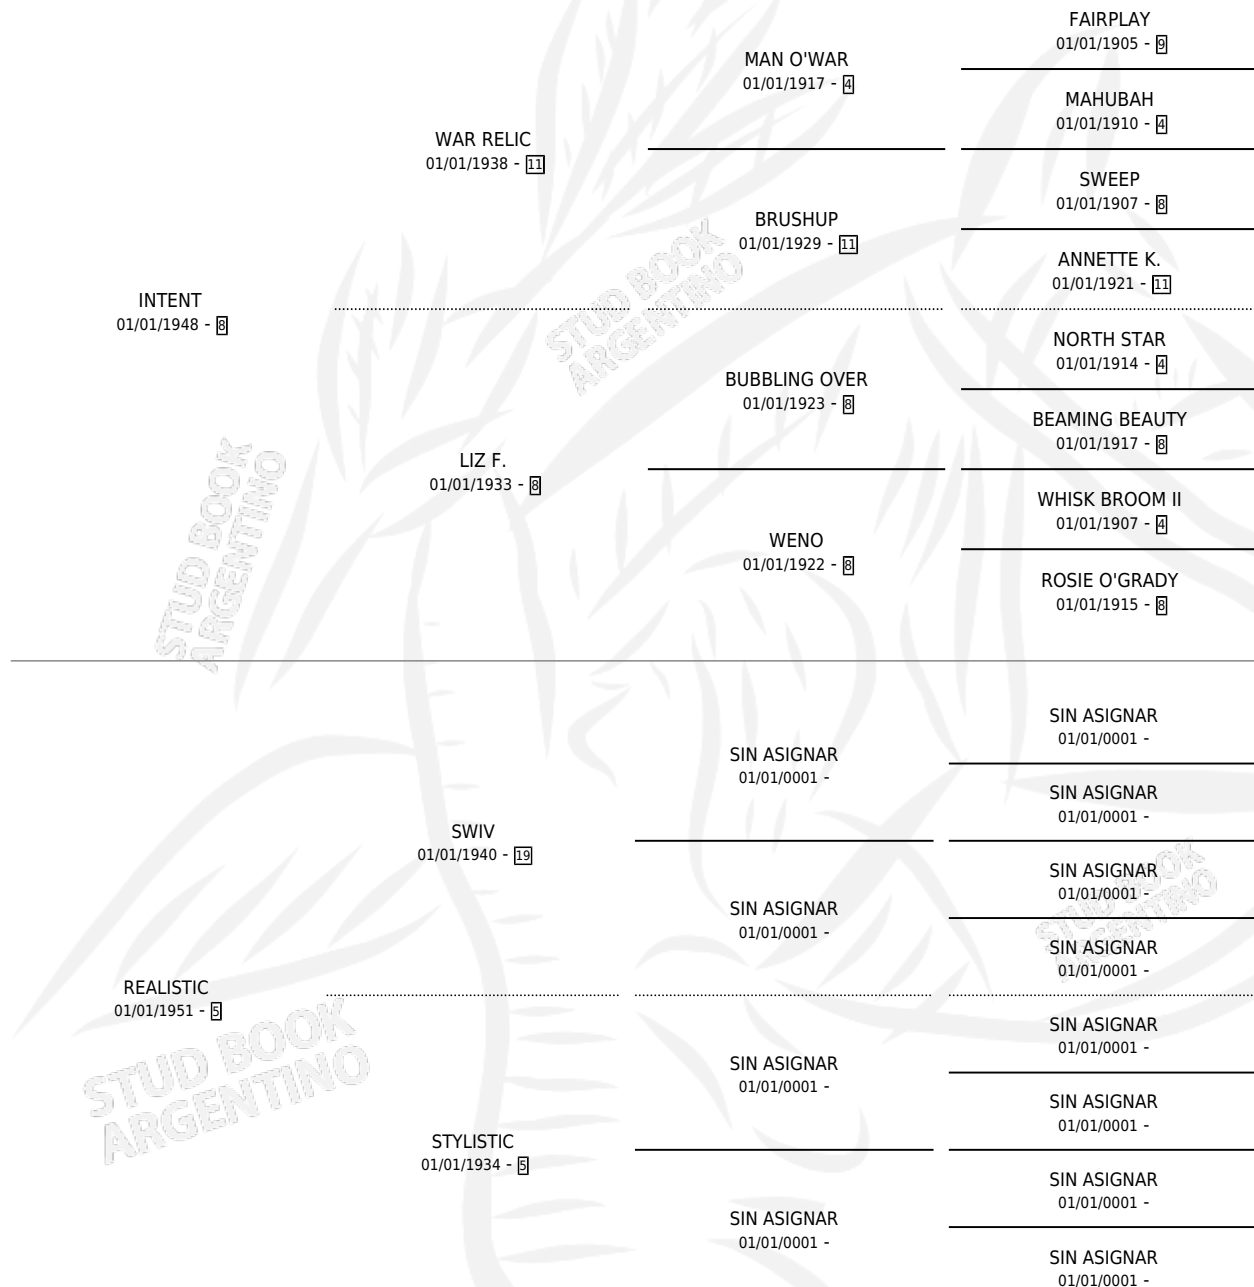 FAIRPLAY
01/01/1905 - 9
MAN O'WAR
01/01/1917 - 4
MAHUBAH
01/01/1910 - 4
WAR RELIC
01/01/1938 - 11
SWEEP
01/01/1907 - 8
BRUSHUP
01/01/1929 - 11
ANNETTE K.
01/01/1921 - 11
INTENT
01/01/1948 - 8
STUD BOOK
ARGENTINO
NORTH STAR
01/01/1914 - 4
BUBBLING OVER
01/01/1923 - 8
BEAMING BEAUTY
01/01/1917 - 8
LIZ F.
01/01/1933 - 8
WHISK BROOM II
01/01/1907 - 4
WENO
01/01/1922 - 8
ROSIE O'GRADY
01/01/1915 - 8
STUD BOOK
ARGENTINO
SIN ASIGNAR
01/01/0001 -
SIN ASIGNAR
01/01/0001 -
SIN ASIGNAR
01/01/0001 -
SWIV
01/01/1940 - 19
SIN ASIGNAR
01/01/0001 -
STUD BOOK
ARGENTINO
SIN ASIGNAR
01/01/0001 -
SIN ASIGNAR
01/01/0001 -
REALISTIC
01/01/1951 - 5
STUD BOOK
ARGENTINO
SIN ASIGNAR
01/01/0001 -
SIN ASIGNAR
01/01/0001 -
SIN ASIGNAR
01/01/0001 -
STYLISTIC
01/01/1934 - 5
SIN ASIGNAR
01/01/0001 -
SIN ASIGNAR
01/01/0001 -
SIN ASIGNAR
01/01/0001 -